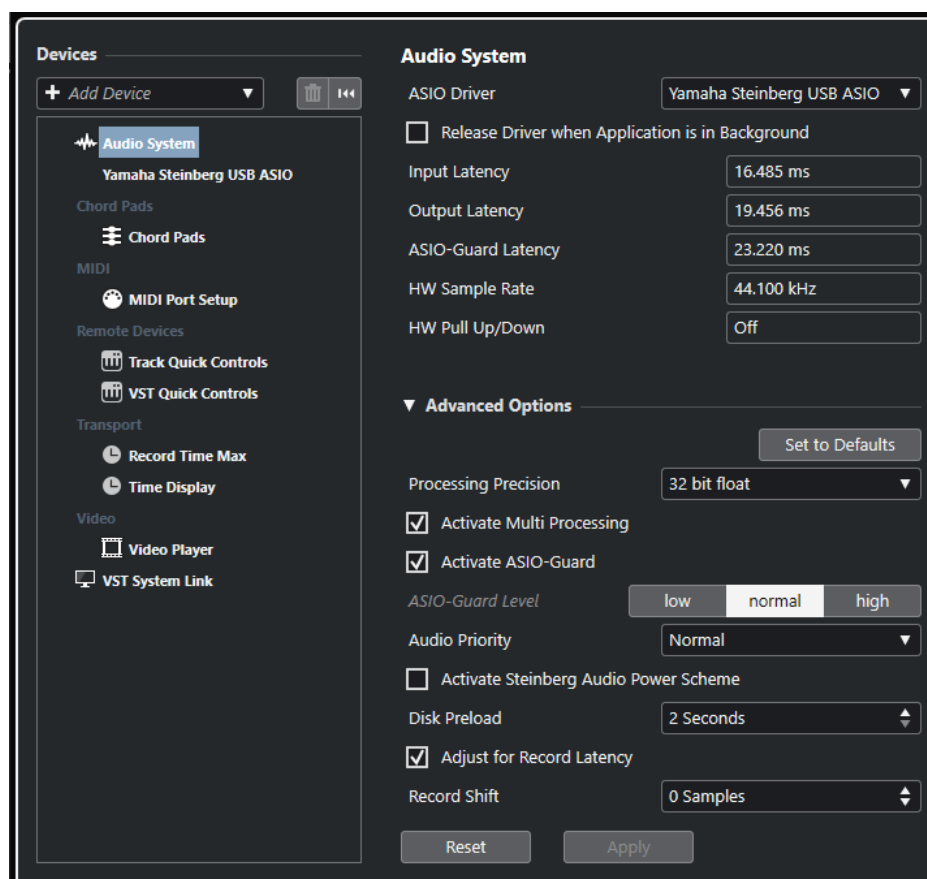 Devices
Add Device
Audio System
Yamaha Steinberg USB ASIO
Chord Pads
Chord Pads
MIDI
MIDI Port Setup
Remote Devices
Track Quick Controls
VST Quick Controls
Transport
Record Time Max
Time Display
Video
Video Player
VST System Link
Audio System
ASIO Driver Yamaha Steinberg USB ASIO
Release Driver when Application is in Background
Input Latency 16.485 ms
Output Latency 19.456 ms
ASIO-Guard Latency 23.220 ms
HW Sample Rate 44.100 kHz
HW Pull Up/Down Off
Advanced Options
Set to Defaults
Processing Precision 32 bit float
Activate Multi Processing
Activate ASIO-Guard
ASIO-Guard Level low normal high
Audio Priority Normal
Activate Steinberg Audio Power Scheme
Disk Preload 2 Seconds
Adjust for Record Latency
Record Shift 0 Samples
Reset Apply